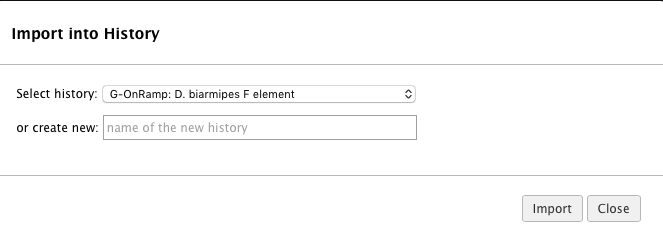 Import into History
Select history: G-OnRamp: D. biarmipes F element
or create new: name of the new history
Import Close